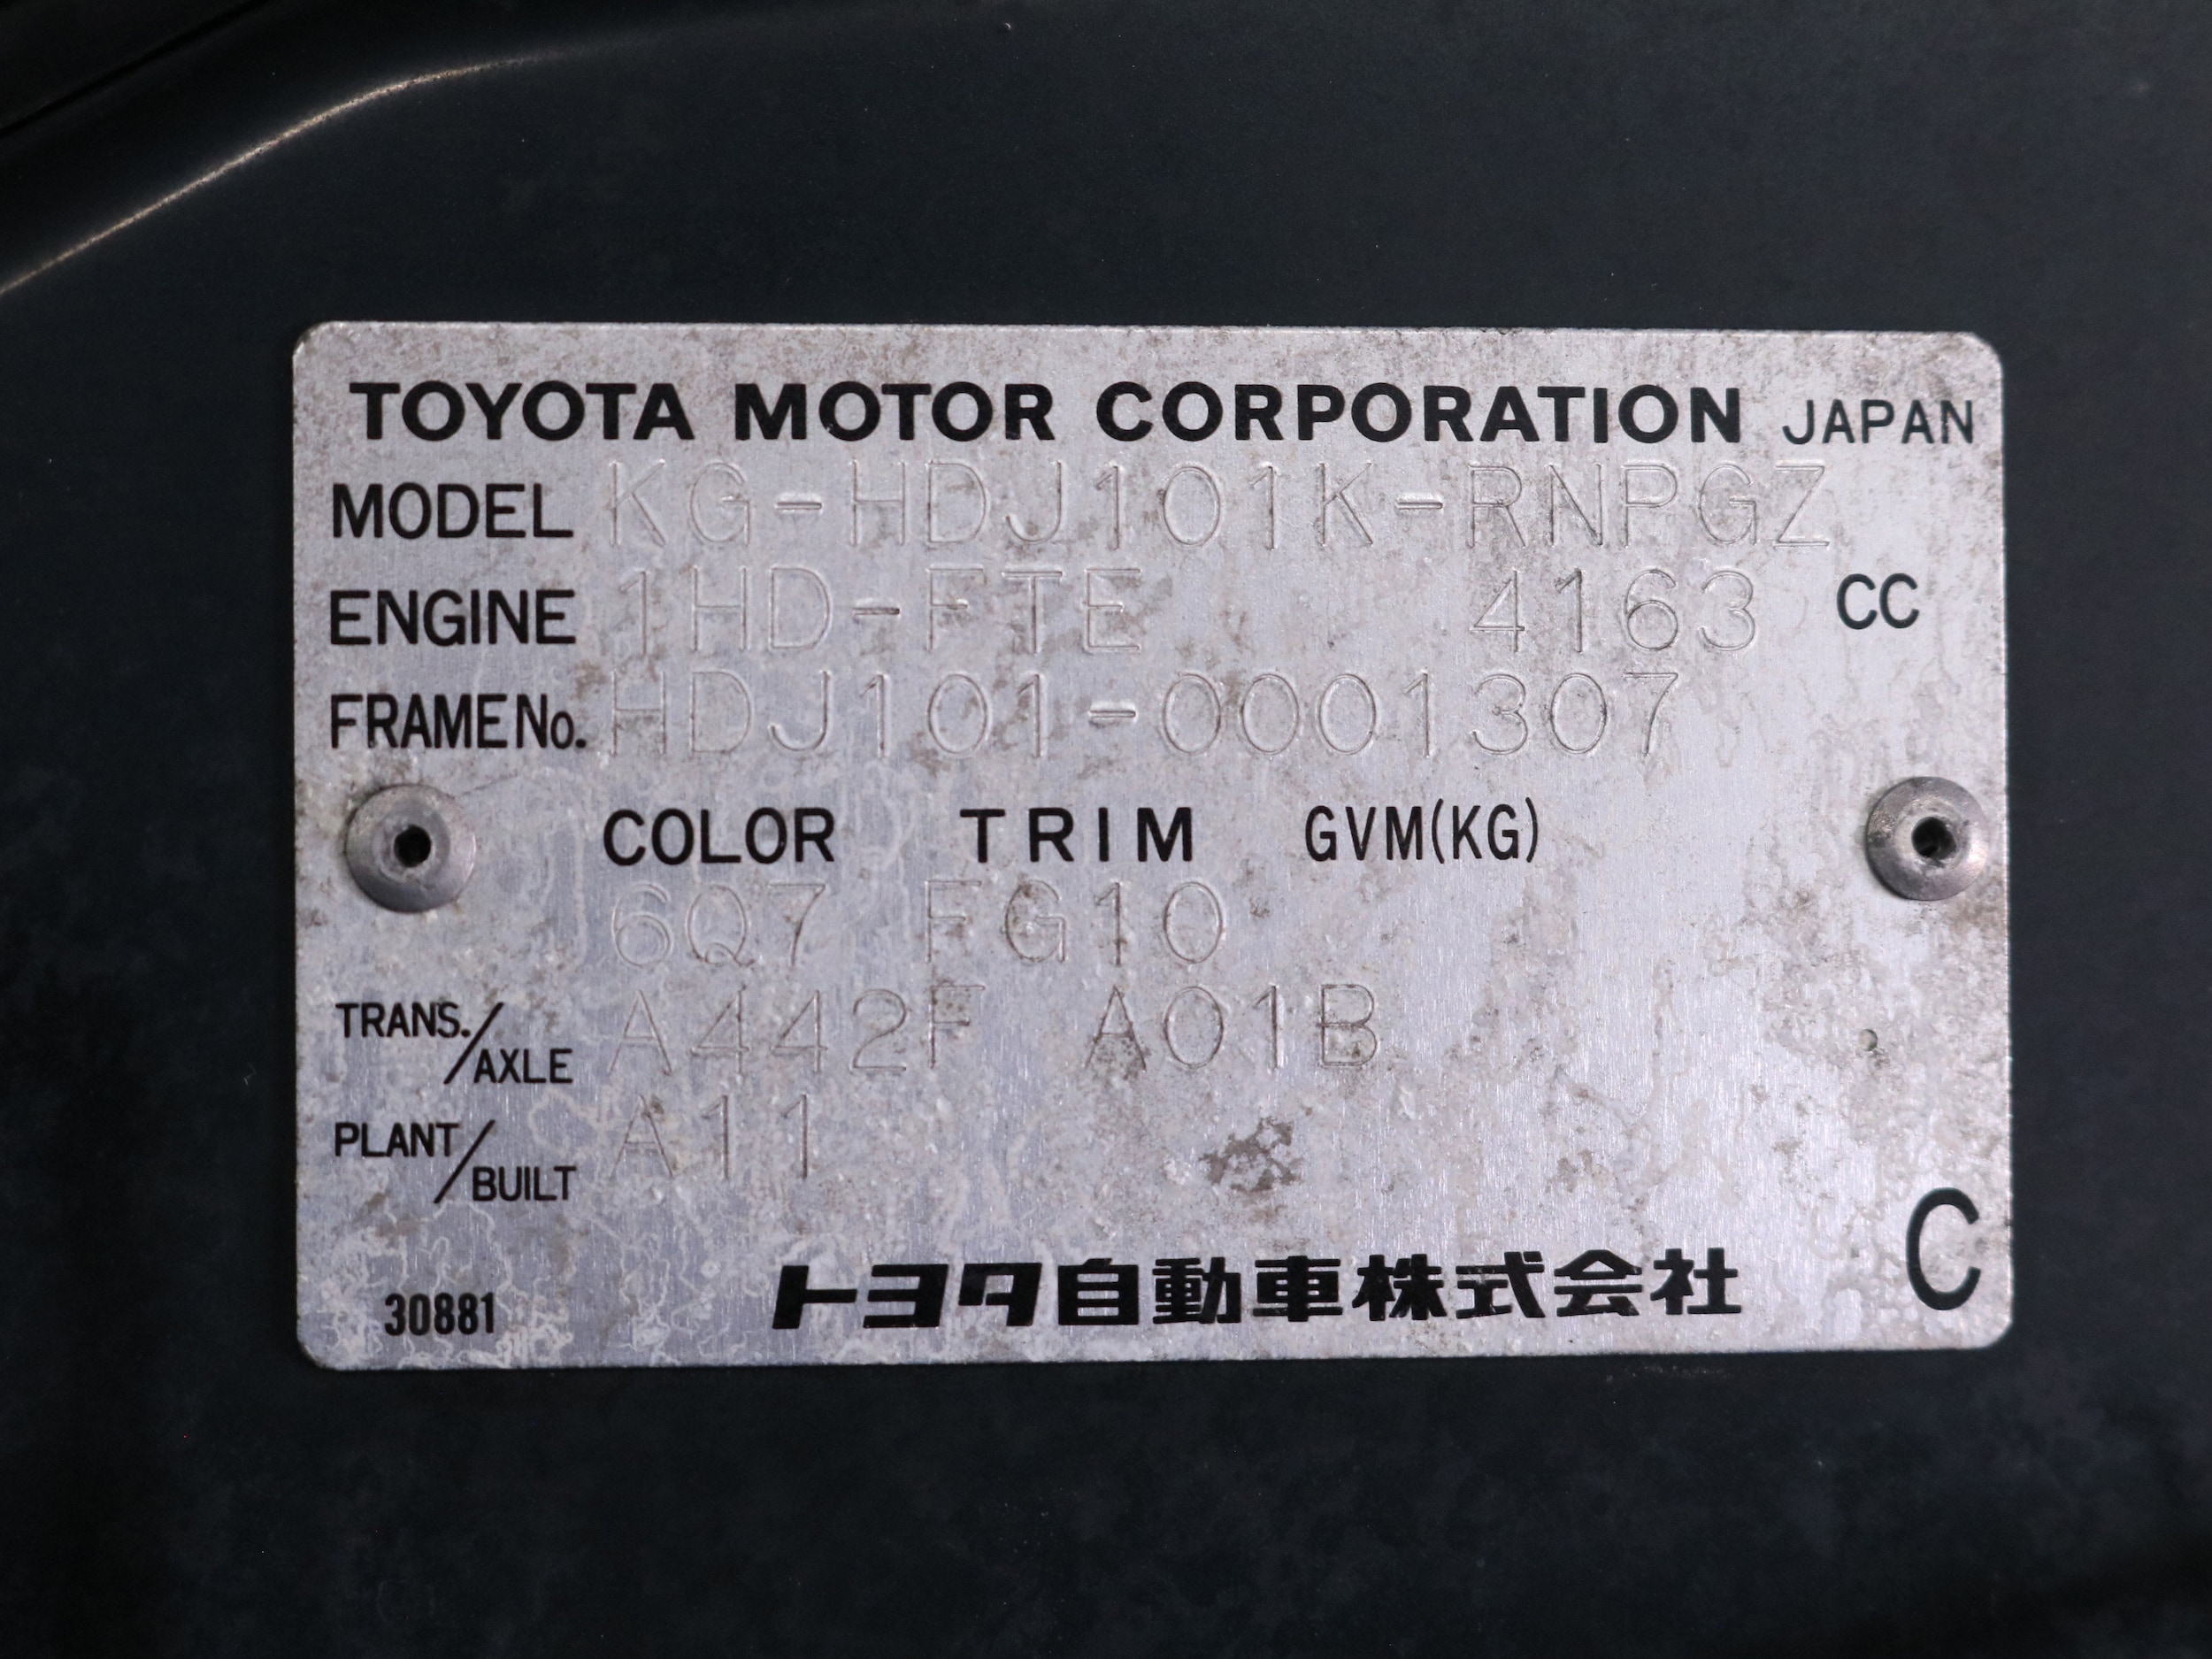 TOYOTA MOTOR CORPORATION JAPAN
MODEL KG-HDJ101K-RNPGZ
ENGINE 1HD-FTE 4163 CC
FRAME No. HDJ101-0001307
COLOR TRIM GVM(KG)
6Q7 FG10
TRANS./AXLE A442F A01B
PLANT/BUILT A11
30881 トヨタ自動車株式会社 C